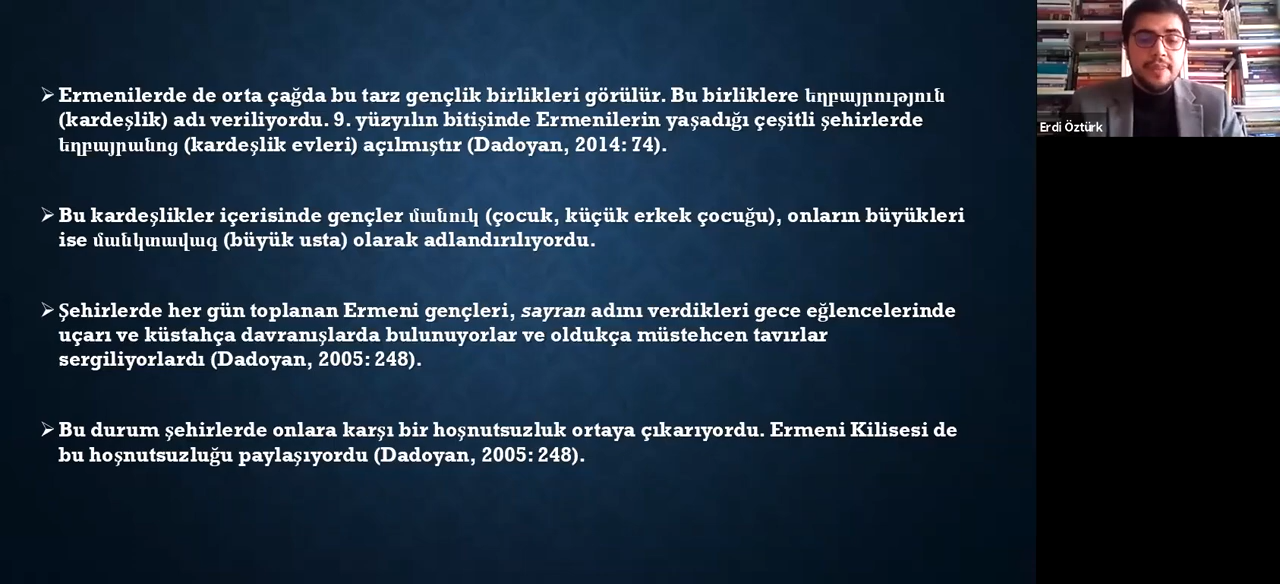 ➢ Ermenilerde de orta çağda bu tarz gençlik birlikleri görülür. Bu birliklere եղբայրություն
(kardeşlik) adı veriliyordu. 9. yüzyılın bitişinde Ermenilerin yaşadığı çeşitli şehirlerde
եղբայրանոց (kardeşlik evleri) açılmıştır (Dadoyan, 2014: 74).
➢ Bu kardeşlikler içerisinde gençler մանուկ (çocuk, küçük erkek çocuğu), onların büyükleri
ise մանկտավագ (büyük usta) olarak adlandırılıyordu.
➢ Şehirlerde her gün toplanan Ermeni gençleri, sayran adını verdikleri gece eğlencelerinde
uçarı ve küstahça davranışlarda bulunuyorlar ve oldukça müstehcen tavırlar
sergiliyorlardı (Dadoyan, 2005: 248).
➢ Bu durum şehirlerde onlara karşı bir hoşnutsuzluk ortaya çıkarıyordu. Ermeni Kilisesi de
bu hoşnutsuzluğu paylaşıyordu (Dadoyan, 2005: 248).
Erdi Öztürk